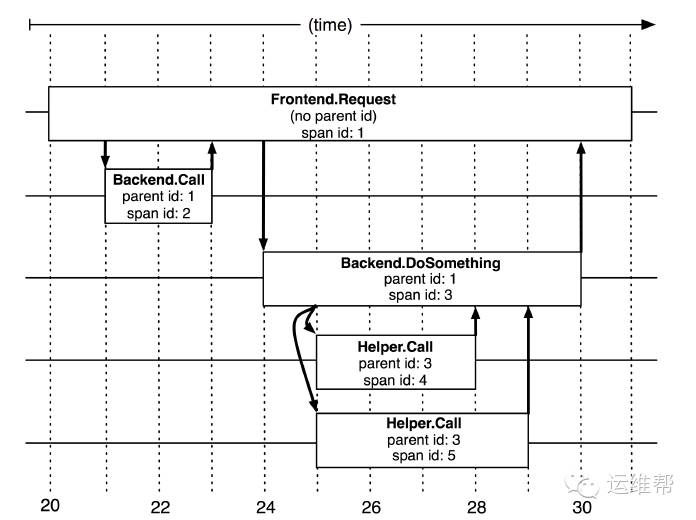 (time)
Frontend.Request
(no parent id)
span id: 1
Backend.Call
parent id: 1
span id: 2
Backend.DoSomething
parent id: 1
span id: 3
Helper.Call
parent id: 3
span id: 4
Helper.Call
parent id: 3
span id: 5
运维帮
20 22 24 26 28 30